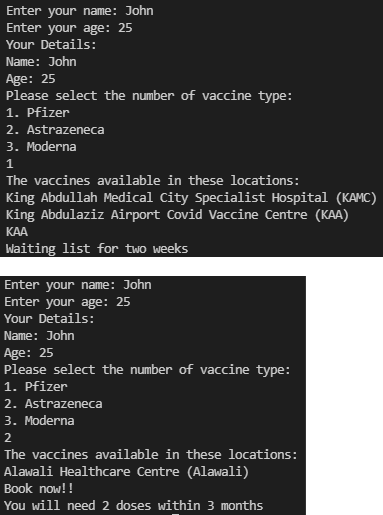 Enter your name: John
Enter your age: 25
Your Details:
Name: John
Age: 25
Please select the number of vaccine type:
1. Pfizer
2. Astrazeneca
3. Moderna
1
The vaccines available in these locations:
King Abdullah Medical City Specialist Hospital (KAMC)
King Abdulaziz Airport Covid Vaccine Centre (KAA)
KAA
Waiting list for two weeks
Enter your name: John
Enter your age: 25
Your Details:
Name: John
Age: 25
Please select the number of vaccine type:
1. Pfizer
2. Astrazeneca
3. Moderna
2
The vaccines available in these locations:
Alawali Healthcare Centre (Alawali)
Book now!!
You will need 2 doses within 3 months